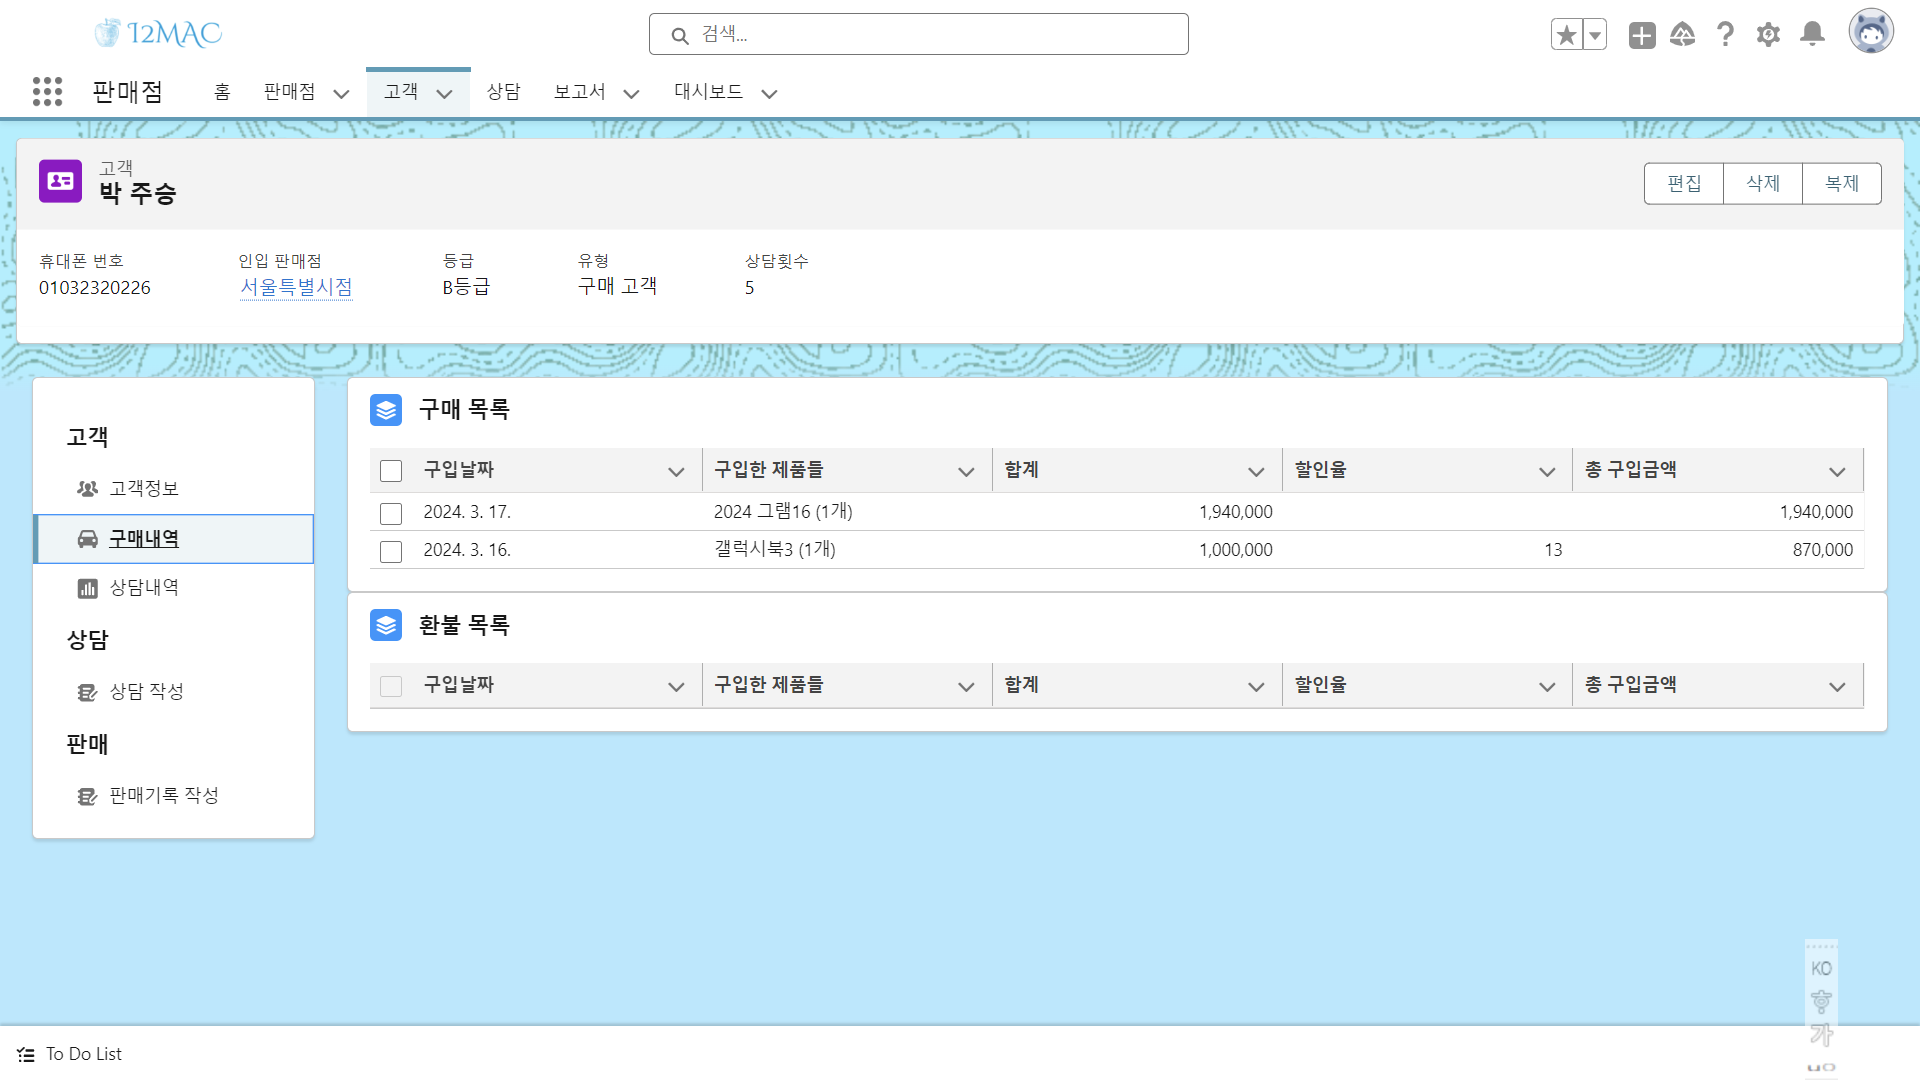 I2MAC
검색...
판매점 홈 판매점 고객 상담 보고서 대시보드
고객
박 주승
편집 삭제 복제
휴대폰 번호 인입 판매점 등급 유형 상담횟수
01032320226 서울특별시점 B등급 구매 고객 5
고객
고객정보
구매내역
상담내역
상담
상담 작성
판매
판매기록 작성
구매 목록
구입날짜 구입한 제품들 합계 할인율 총 구입금액
2024. 3. 17. 2024 그램16 (1개) 1,940,000 1,940,000
2024. 3. 16. 갤럭시북3 (1개) 1,000,000 13 870,000
환불 목록
구입날짜 구입한 제품들 합계 할인율 총 구입금액
KO
가
To Do List